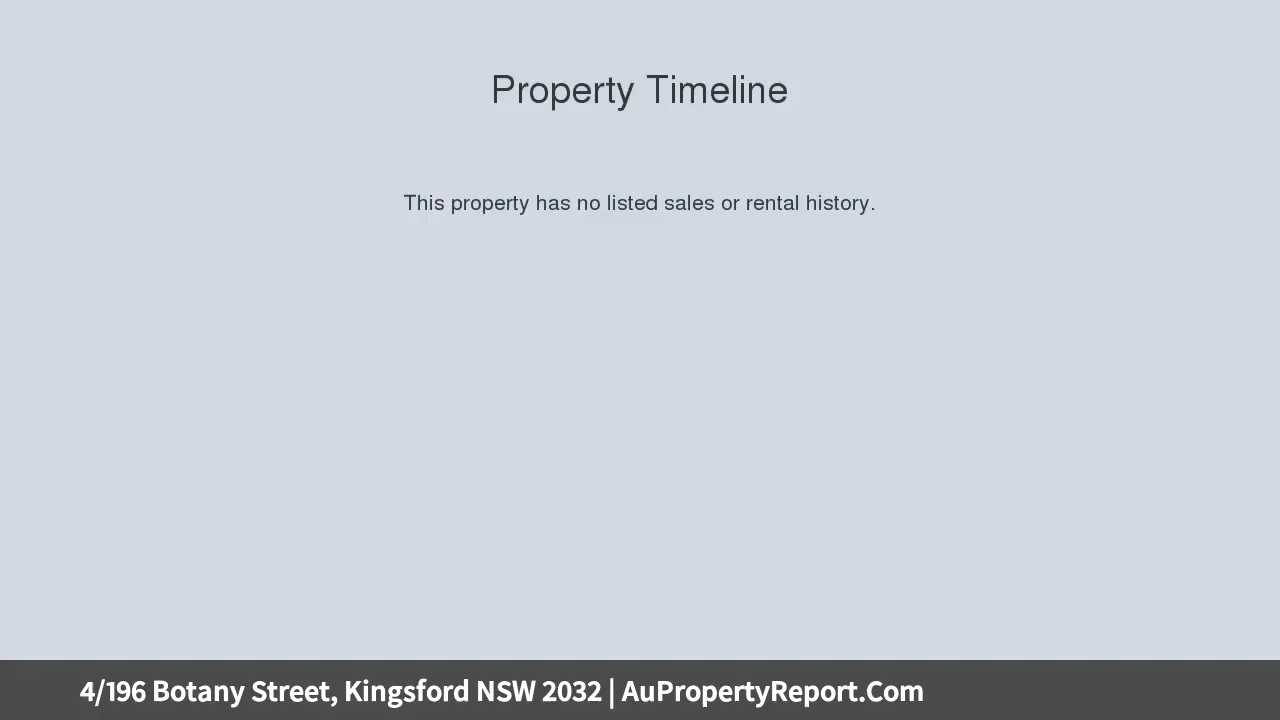 Property Timeline
This property has no listed sales or rental history.
4/196 Botany Street, Kingsford NSW 2032 | AuPropertyReport.Com